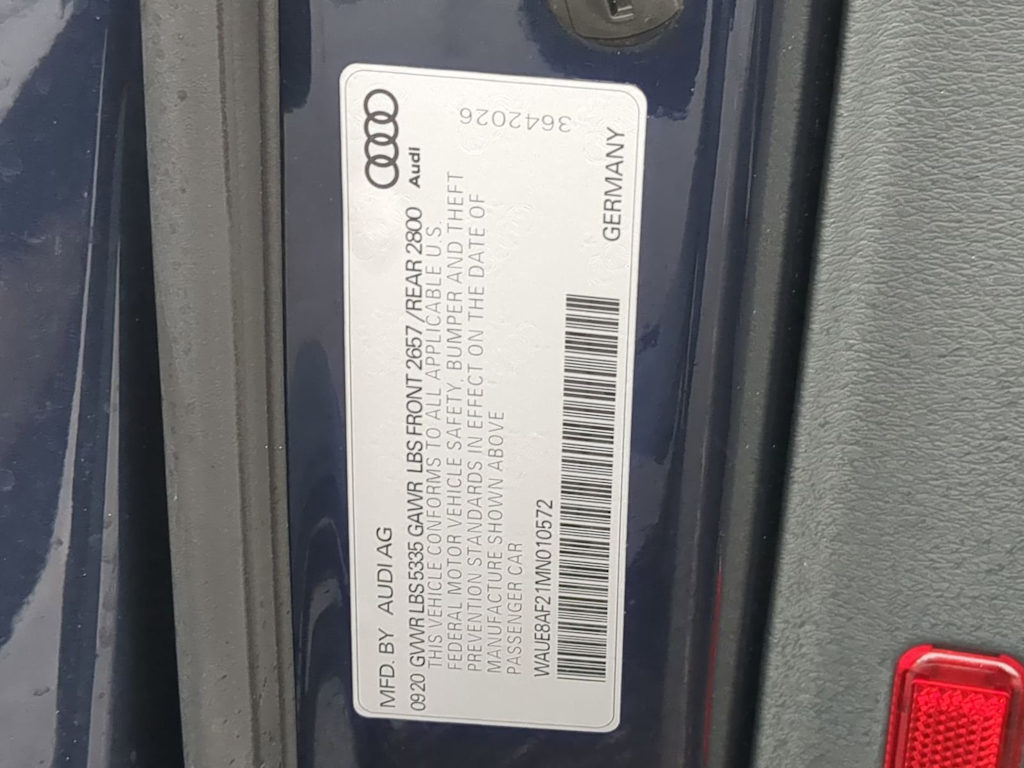 MFD. BY AUDI AG
0920 GWWR LBS 5335 GAWR LBS FRONT 2657 /REAR 2800
THIS VEHICLE CONFORMS TO ALL APPLICABLE U.S.
FEDERAL MOTOR VEHICLE SAFETY, BUMPER AND THEFT
PREVENTION STANDARDS IN EFFECT ON THE DATE OF
MANUFACTURE SHOWN ABOVE
PASSENGER CAR
WAUE8AF21MN010572
Audi
3642026
GERMANY